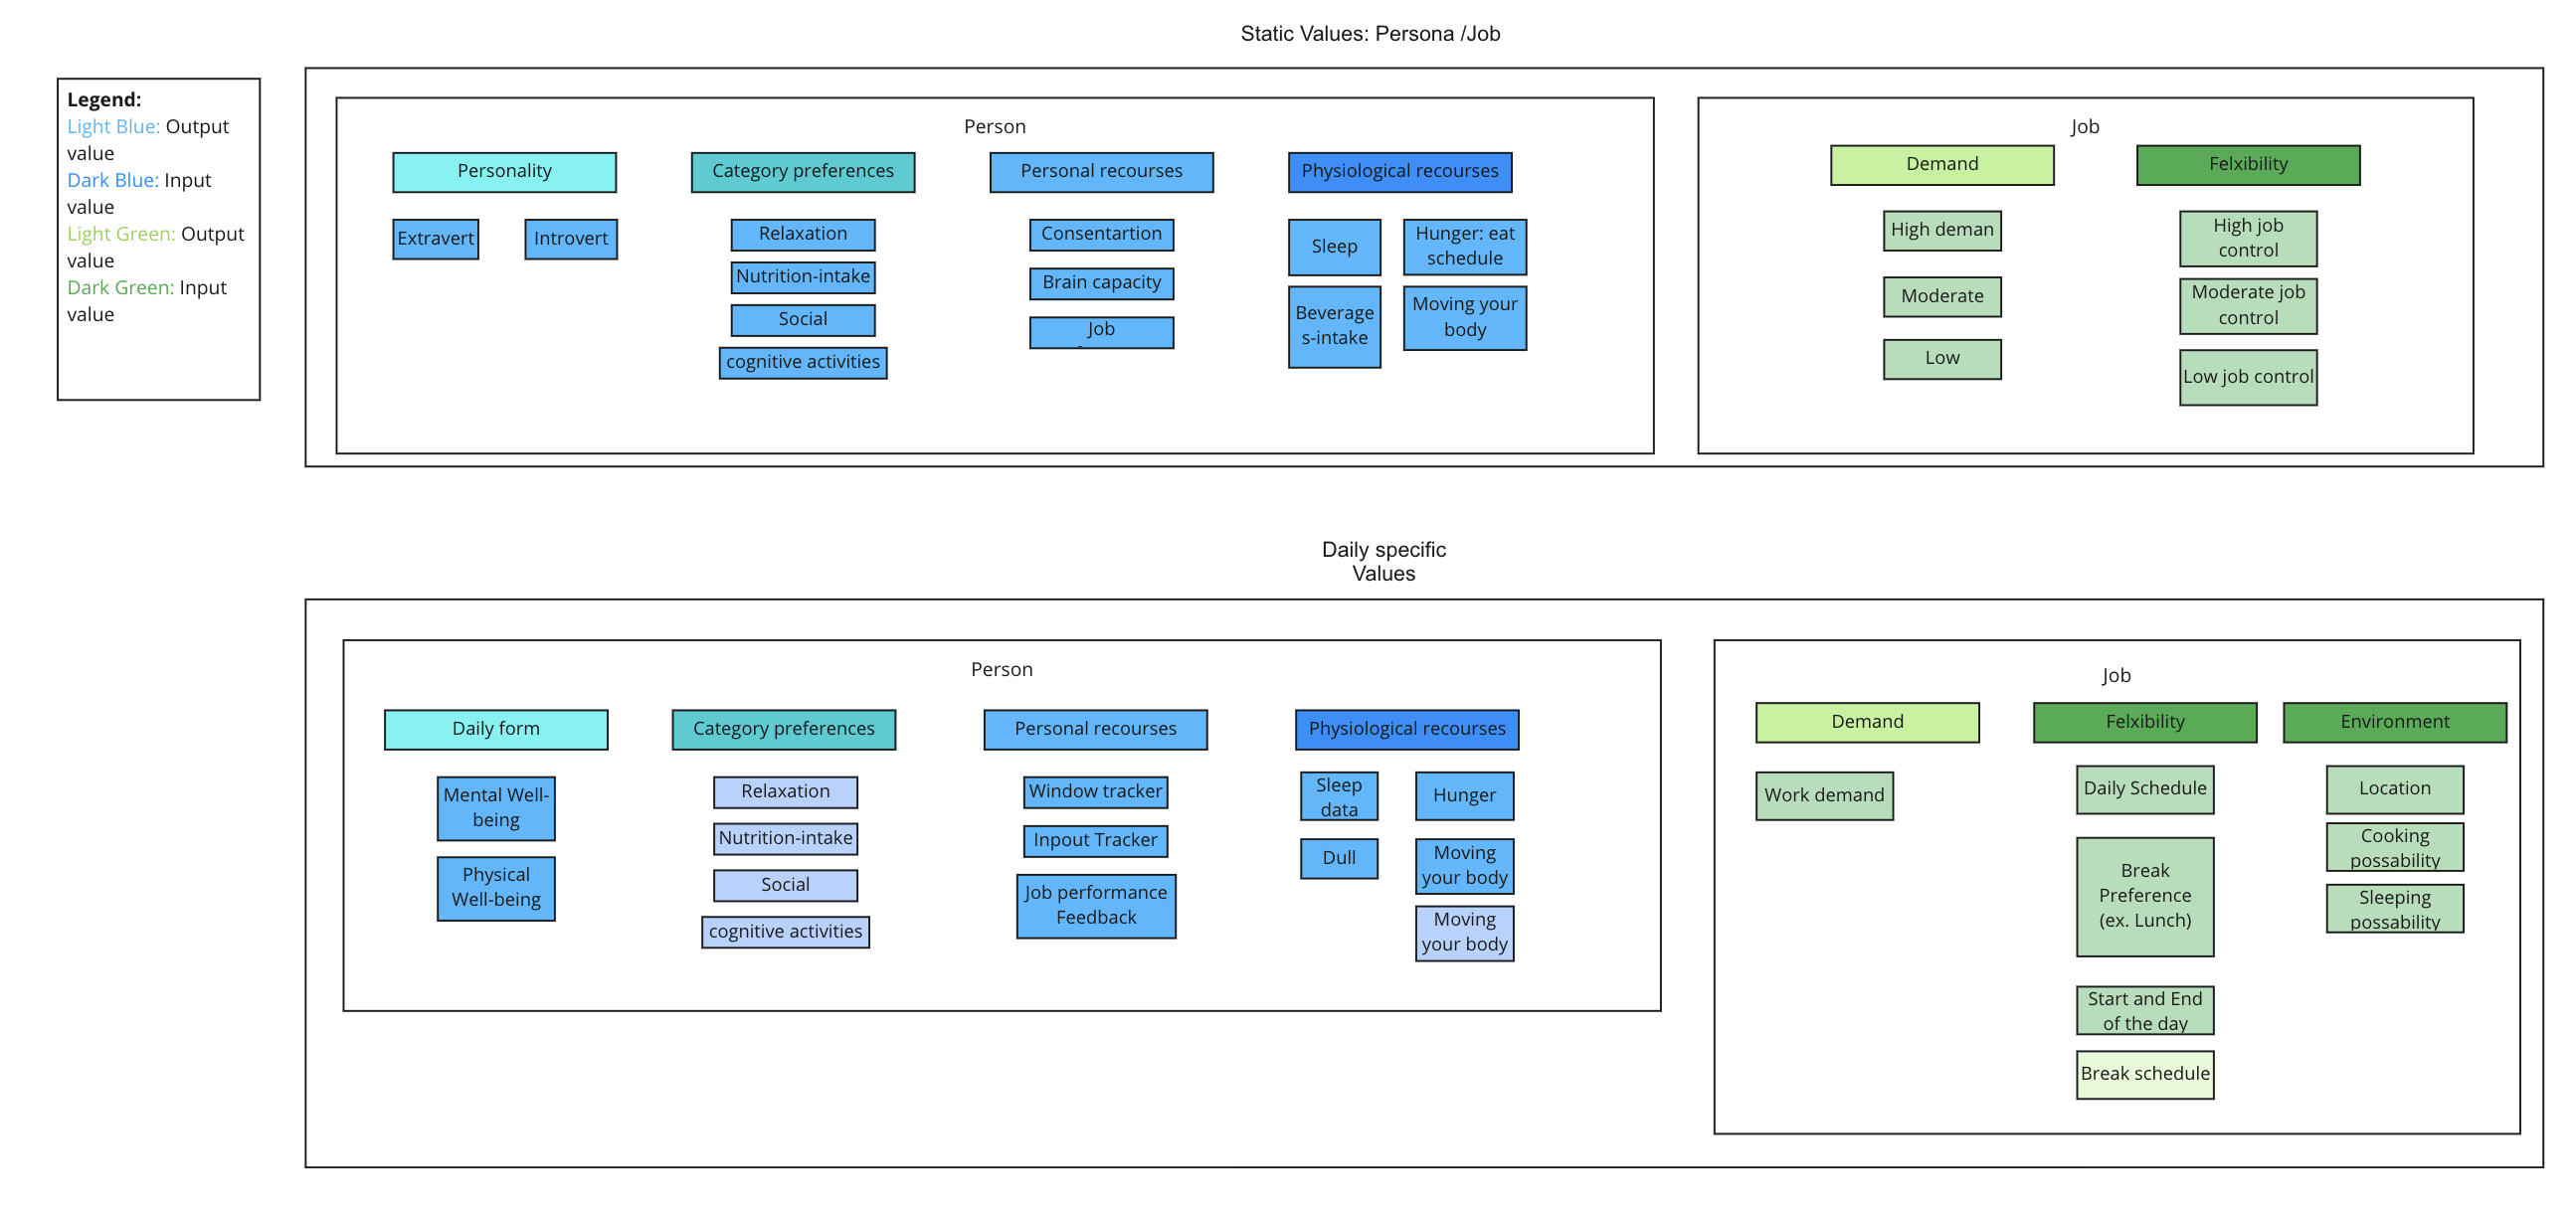 Static Values: Persona /Job
Legend:
Light Blue: Output
value
Dark Blue: Input
value
Light Green: Output
value
Dark Green: Input
value
Person
Personality
Category preferences
Personal recourses
Physiological recourses
Extravert
Introvert
Relaxation
Nutrition-intake
Social
cognitive activities
Consentartion
Brain capacity
Job
Sleep
Hunger: eat
schedule
Beverage
s-intake
Moving your
body
Job
Demand
Felxibility
High deman
Moderate
Low
High job
control
Moderate job
control
Low job control
Daily specific
Values
Person
Daily form
Category preferences
Personal recourses
Physiological recourses
Mental Well-
being
Physical
Well-being
Relaxation
Nutrition-intake
Social
cognitive activities
Window tracker
Inpout Tracker
Job performance
Feedback
Sleep
data
Hunger
Dull
Moving
your body
Moving
your body
Job
Demand
Felxibility
Environment
Work demand
Daily Schedule
Break
Preference
(ex. Lunch)
Start and End
of the day
Break schedule
Location
Cooking
possability
Sleeping
possability